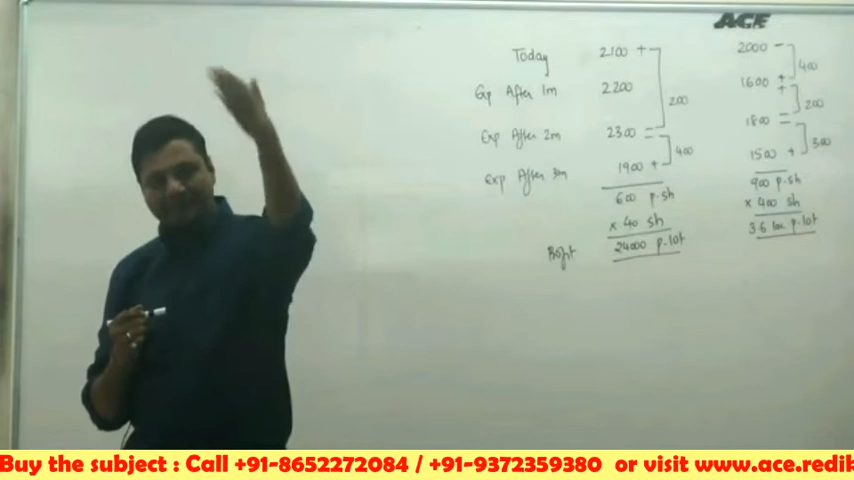 ACE
Today 2100 + 2000 -
400
Exp After 1m 2200 1600 +
+
200 200
Exp After 2m 2300 = 1800 =
400 300
Exp After 3m 1900 + 1500 +
600 p.sh 900 p.sh
x 40 sh x 400 sh
Profit 24000 p.lot 3.6 lac p.lot
Buy the subject : Call +91-8652272084 / +91-9372359380 or visit www.ace.redik